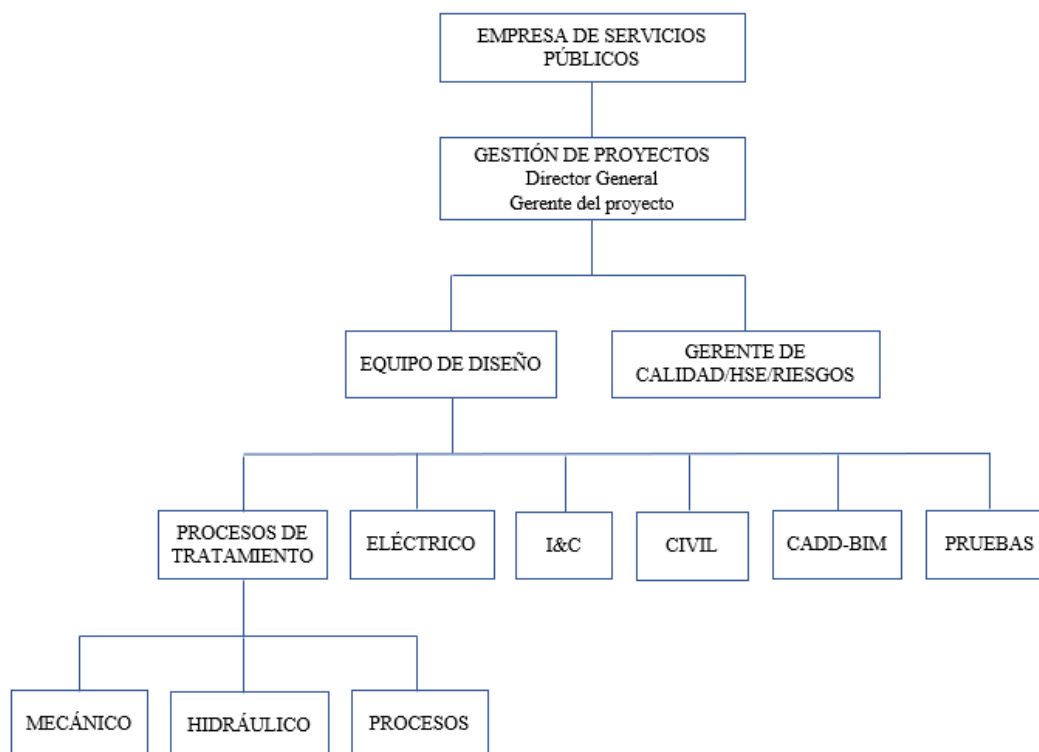 EMPRESA DE SERVICIOS
PÚBLICOS
GESTIÓN DE PROYECTOS
Director General
Gerente del proyecto
EQUIPO DE DISEÑO
GERENTE DE
CALIDAD/HSE/RIESGOS
PROCESOS DE
TRATAMIENTO
ELÉCTRICO
I&C
CIVIL
CADD-BIM
PRUEBAS
MECÁNICO
HIDRÁULICO
PROCESOS